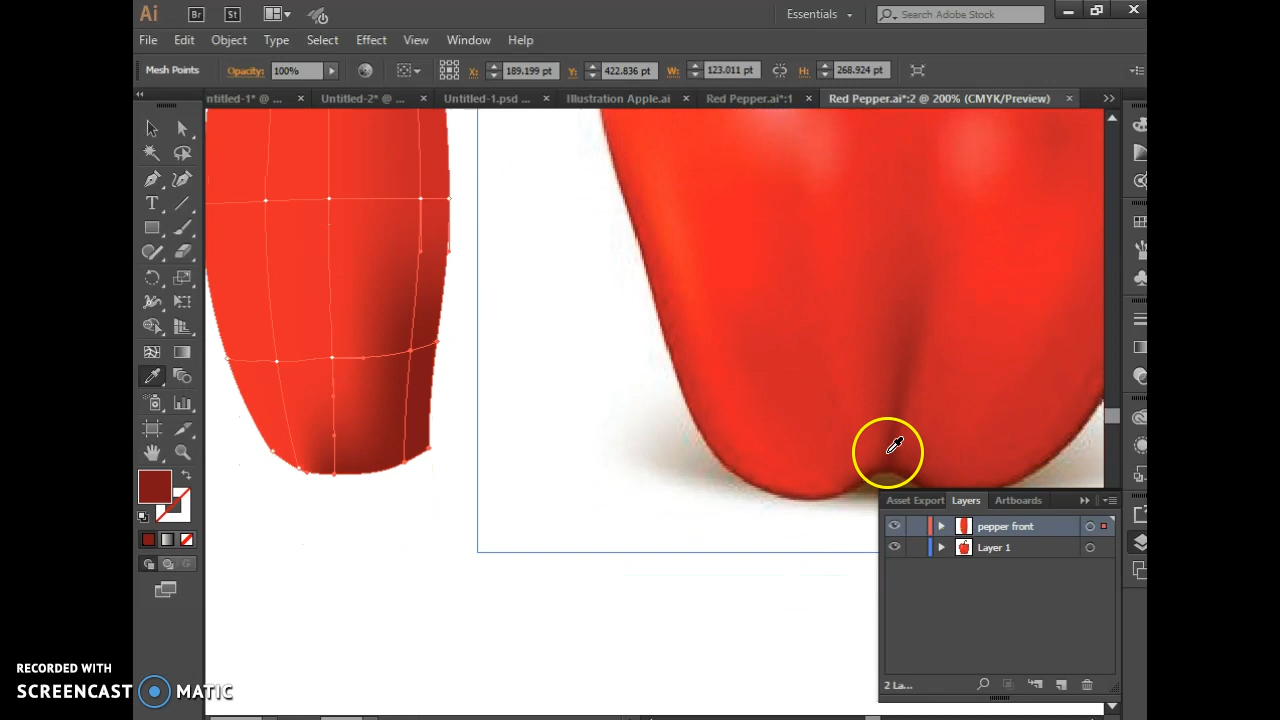 Ai Br St Essentials Search Adobe Stock
File Edit Object Type Select Effect View Window Help
Mesh Points Opacity: 100% X: 189.199 pt Y: 422.836 pt W: 123.011 pt H: 268.924 pt
ntitled-1* @ ... × Untitled-2* @ ... × Untitled-1.psd ... × Illustration Apple.ai × Red Pepper.ai*:1 × Red Pepper.ai*:2 @ 200% (CMYK/Preview) ×
T
Asset Export Layers Artboards
pepper front
Layer 1
2 La...
RECORDED WITH
SCREENCAST MATIC